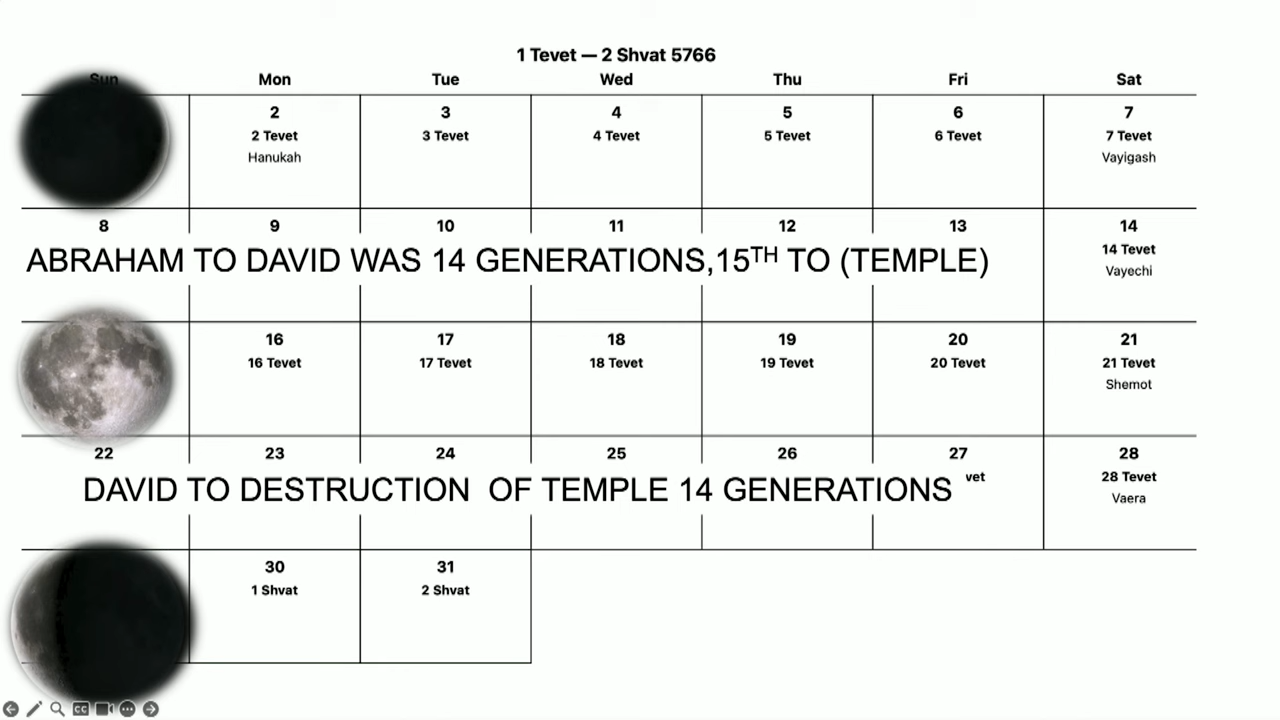 1 Tevet — 2 Shvat 5766
Sun Mon Tue Wed Thu Fri Sat
2 3 4 5 6 7
2 Tevet 3 Tevet 4 Tevet 5 Tevet 6 Tevet 7 Tevet
Hanukah Vayigash
8 9 10 11 12 13 14
ABRAHAM TO DAVID WAS 14 GENERATIONS,15TH TO (TEMPLE)
14 Tevet
Vayechi
16 17 18 19 20 21
16 Tevet 17 Tevet 18 Tevet 19 Tevet 20 Tevet 21 Tevet
Shemot
22 23 24 25 26 27 28
DAVID TO DESTRUCTION OF TEMPLE 14 GENERATIONS
vet 28 Tevet
Vaera
30 31
1 Shvat 2 Shvat
CC